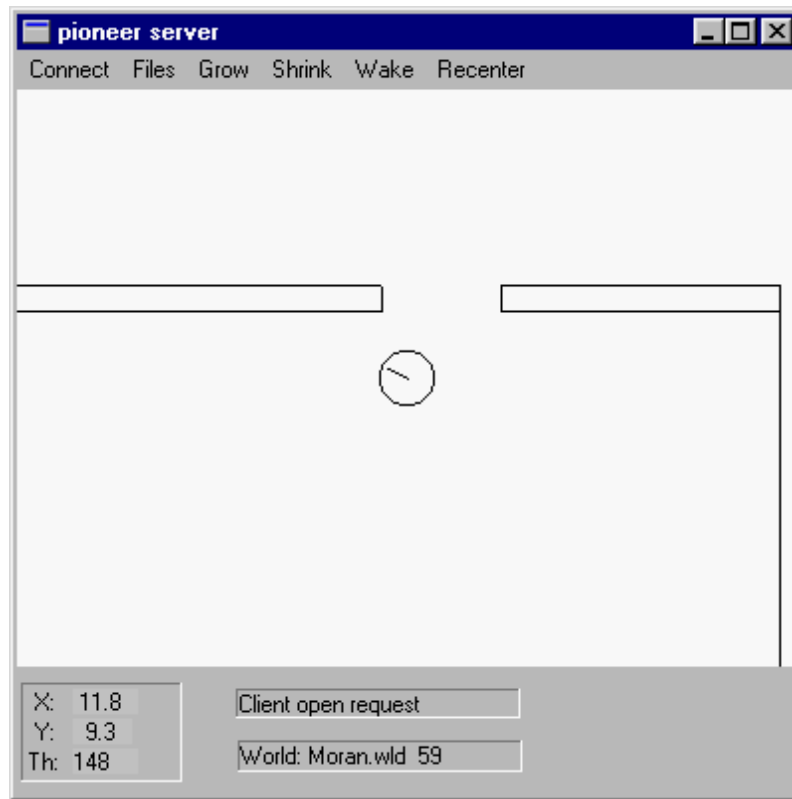 pioneer server
Connect Files Grow Shrink Wake Recenter
X: 11.8
Y: 9.3
Th: 148
Client open request
World: Moran.wld 59